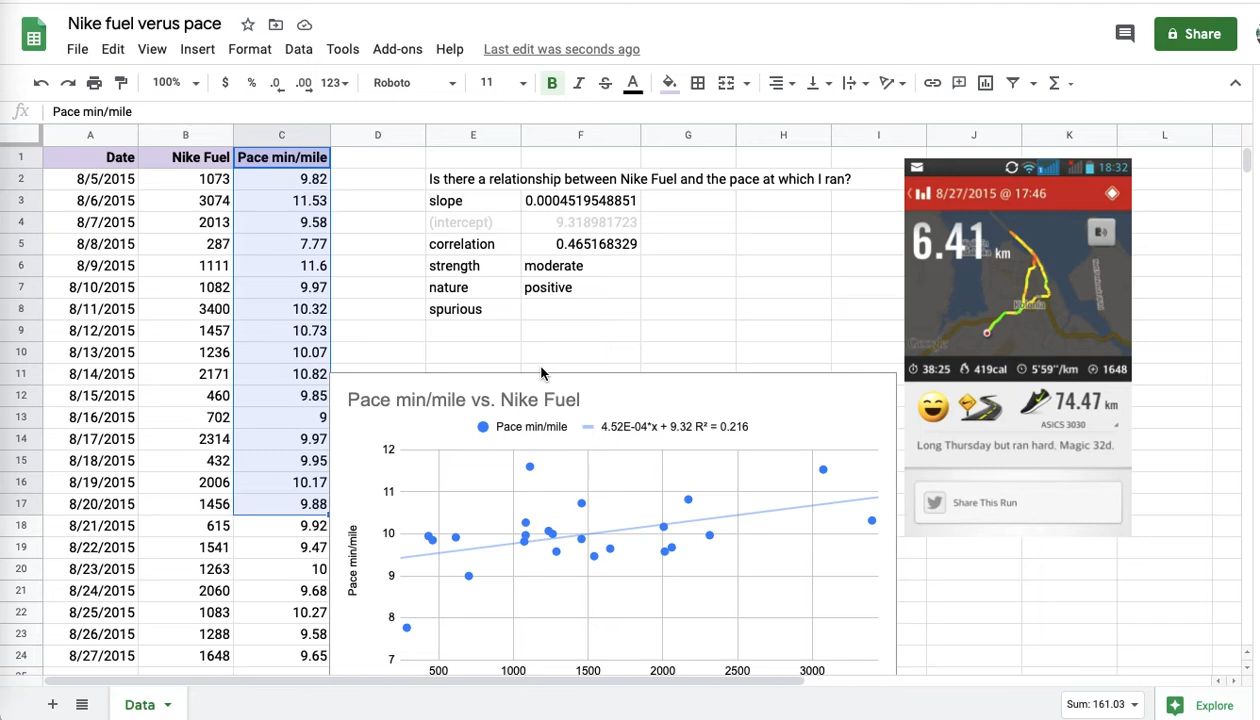 Nike fuel verus pace
File Edit View Insert Format Data Tools Add-ons Help Last edit was seconds ago
Share
100% $ % .0 .00 123 Roboto 11 B I S A
fx Pace min/mile
A B C D E F G H I J K L
1 Date Nike Fuel Pace min/mile
2 8/5/2015 1073 9.82 Is there a relationship between Nike Fuel and the pace at which I ran?
3 8/6/2015 3074 11.53 slope 0.0004519548851
4 8/7/2015 2013 9.58 (intercept) 9.318981723
5 8/8/2015 287 7.77 correlation 0.465168329
6 8/9/2015 1111 11.6 strength moderate
7 8/10/2015 1082 9.97 nature positive
8 8/11/2015 3400 10.32 spurious
9 8/12/2015 1457 10.73
10 8/13/2015 1236 10.07
11 8/14/2015 2171 10.82
12 8/15/2015 460 9.85
13 8/16/2015 702 9
14 8/17/2015 2314 9.97
15 8/18/2015 432 9.95
16 8/19/2015 2006 10.17
17 8/20/2015 1456 9.88
18 8/21/2015 615 9.92
19 8/22/2015 1541 9.47
20 8/23/2015 1263 10
21 8/24/2015 2060 9.68
22 8/25/2015 1083 10.27
23 8/26/2015 1288 9.58
24 8/27/2015 1648 9.65
Pace min/mile vs. Nike Fuel
Pace min/mile 4.52E-04*x + 9.32 R² = 0.216
12
11
10
9
8
7
Pace min/mile
500 1000 1500 2000 2500 3000
18:32
8/27/2015 @ 17:46
6.41 km
Kolonia
Google
38:25 419cal 5'59''/km 1648
74.47 km
ASICS 3030
Long Thursday but ran hard. Magic 32d.
Share This Run
Data
Sum: 161.03
Explore